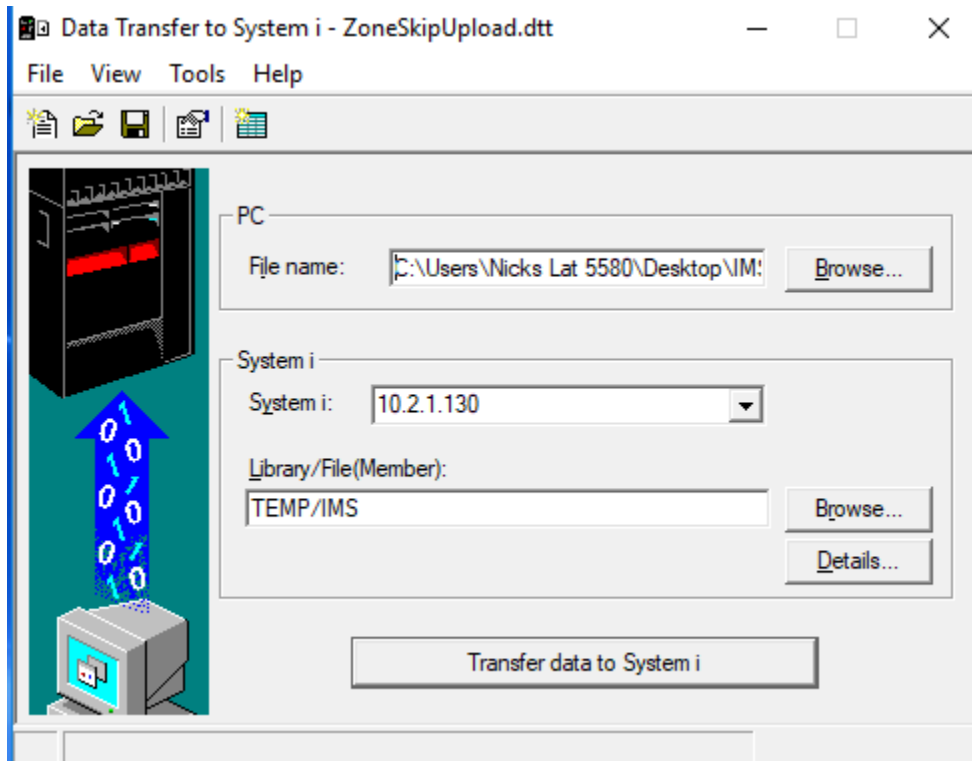 Data Transfer to System i - ZoneSkipUpload.dtt
File View Tools Help
PC
File name: C:\Users\Nicks Lat 5580\Desktop\IMS Browse...
System i
System i: 10.2.1.130
Library/File(Member):
TEMP/IMS Browse...
Details...
Transfer data to System i